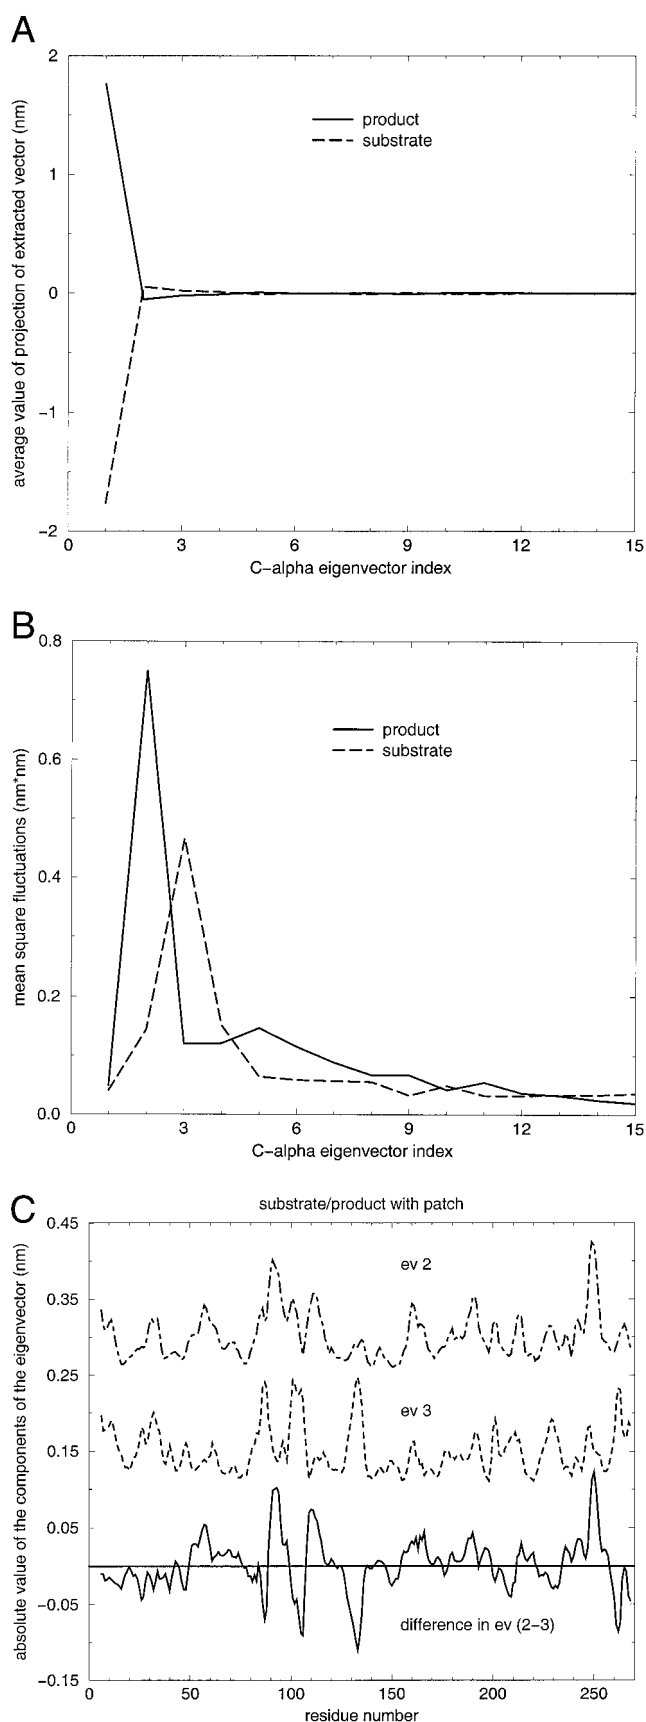 A
2
1
0
−1
−2
average value of projection of extracted vector (nm)
product
substrate
0 3 6 9 12 15
C−alpha eigenvector index
B
0.8
0.6
0.4
0.2
0.0
mean square fluctuations (nm*nm)
product
substrate
0 3 6 9 12 15
C−alpha eigenvector index
C
substrate/product with patch
0.45
0.35
0.25
0.15
0.05
−0.05
−0.15
absolute value of the components of the eigenvector (nm)
ev 2
ev 3
difference in ev (2−3)
0 50 100 150 200 250
residue number